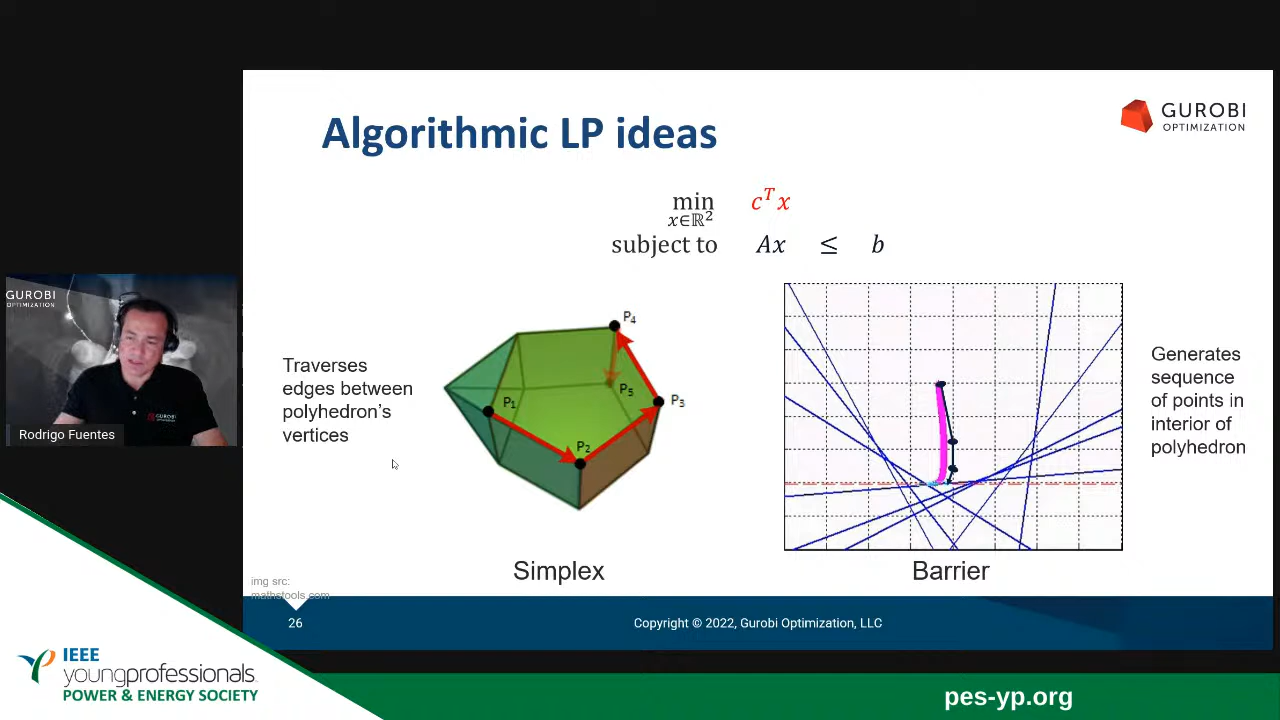 Algorithmic LP ideas
GUROBI
OPTIMIZATION
min c^T x
x∈ℝ²
subject to Ax ≤ b
GUROBI
OPTIMIZATION
Rodrigo Fuentes
Traverses
edges between
polyhedron's
vertices
P₁
P₂
P₃
P₄
P₅
Simplex
Barrier
Generates
sequence
of points in
interior of
polyhedron
img src:
mathstools.com
26
Copyright © 2022, Gurobi Optimization, LLC
IEEE
youngprofessionals
POWER & ENERGY SOCIETY
pes-yp.org